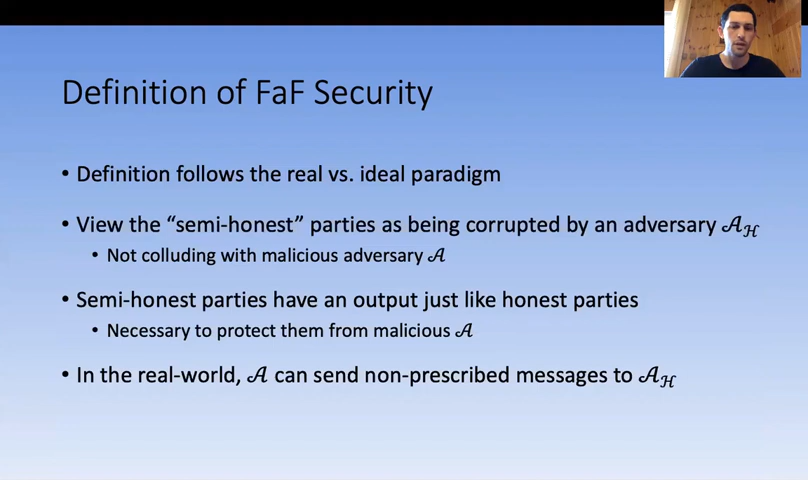 Definition of FaF Security
• Definition follows the real vs. ideal paradigm
• View the “semi-honest” parties as being corrupted by an adversary 𝒜_ℋ
• Not colluding with malicious adversary 𝒜
• Semi-honest parties have an output just like honest parties
• Necessary to protect them from malicious 𝒜
• In the real-world, 𝒜 can send non-prescribed messages to 𝒜_ℋ